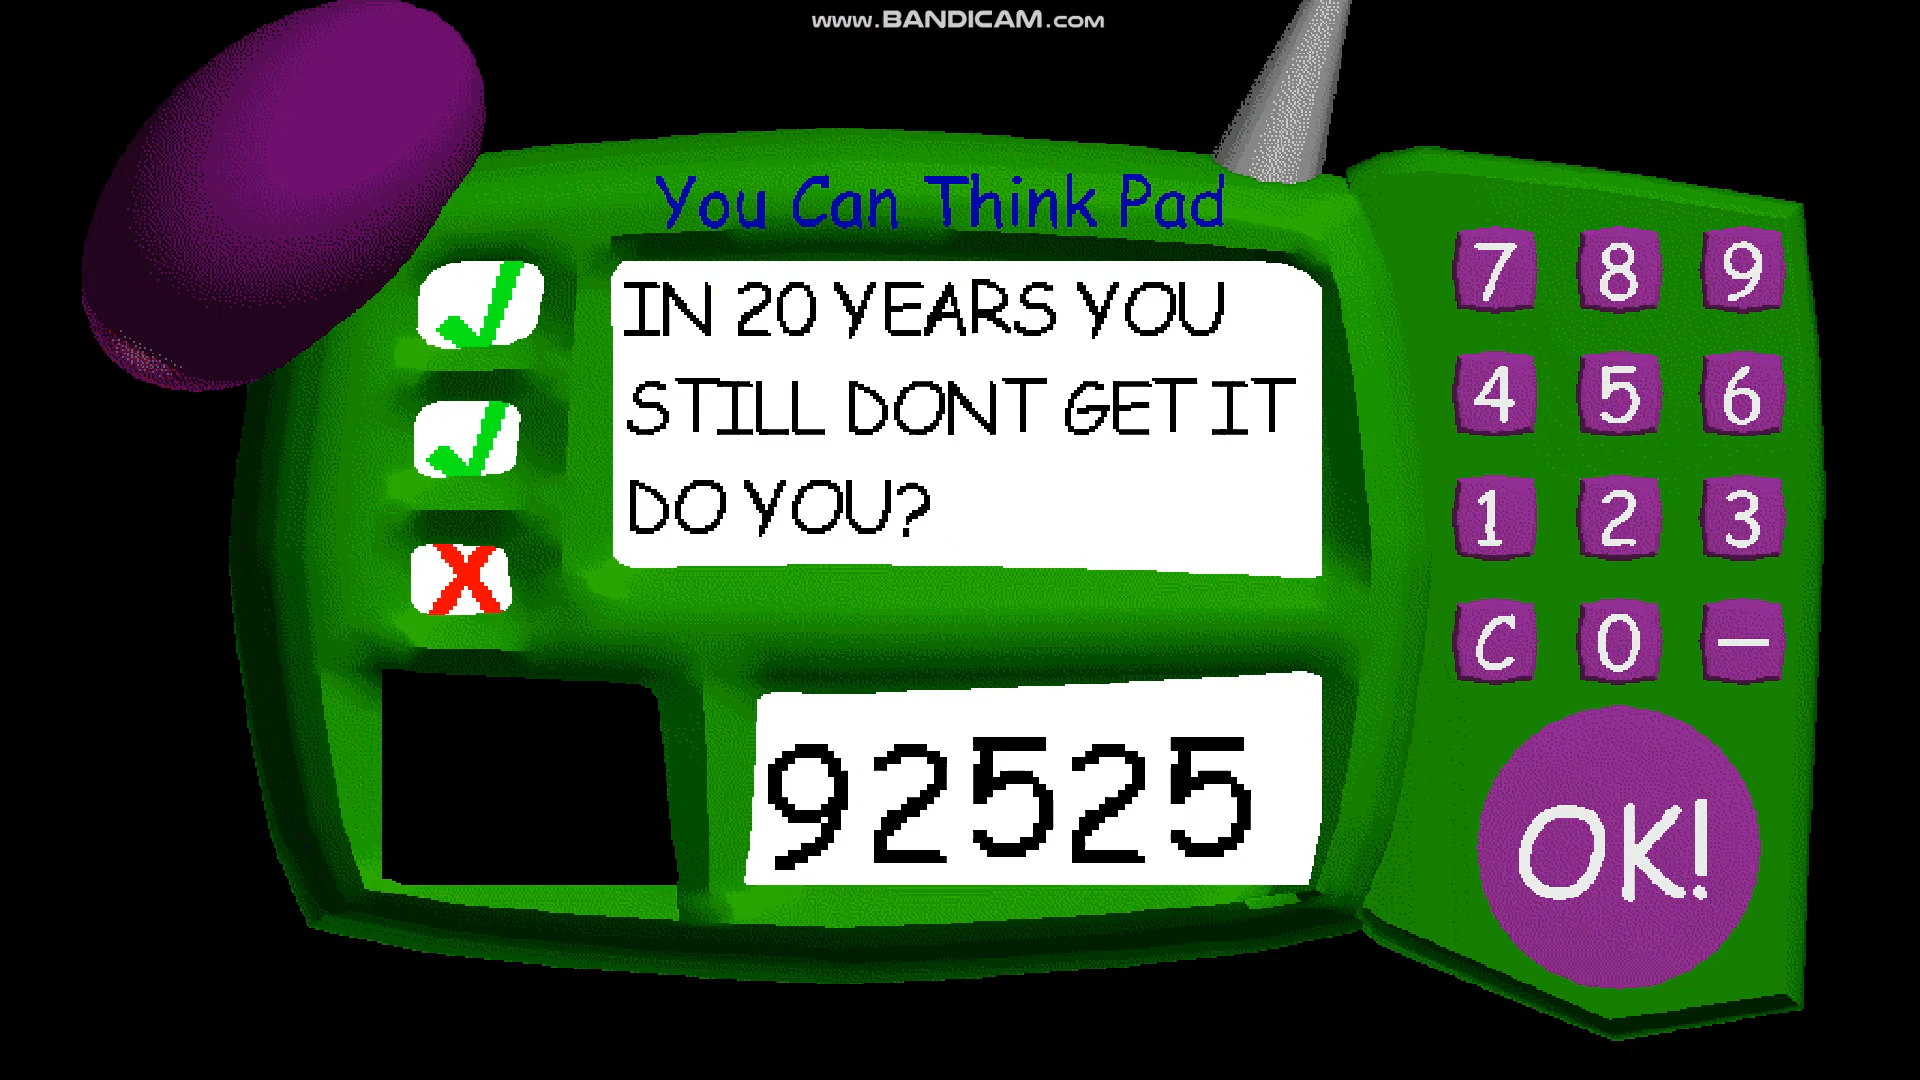 www.BANDICAM.com
You Can Think Pad
IN 20 YEARS YOU
STILL DONT GET IT
DO YOU?
92525
7 8 9
4 5 6
1 2 3
C 0 —
OK!